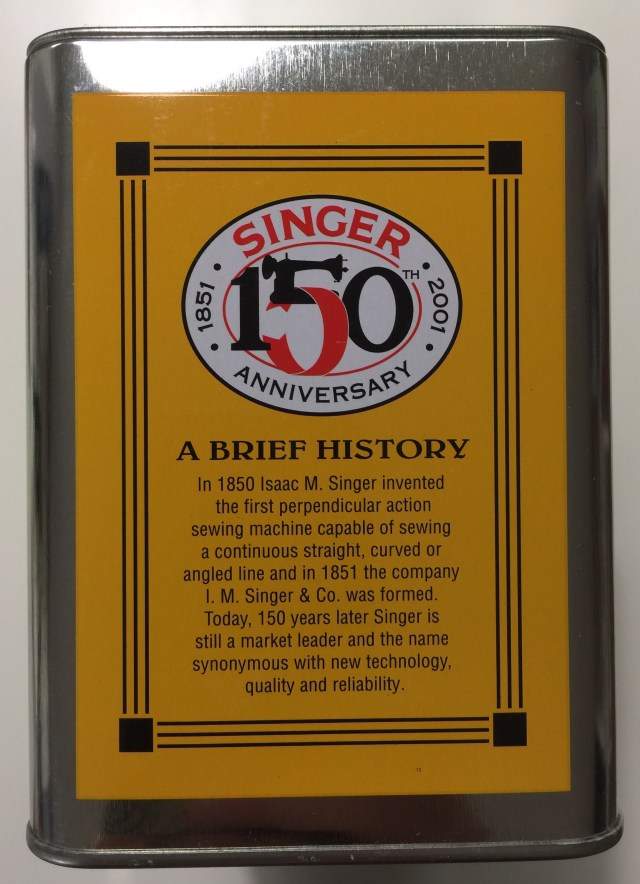 SINGER
1851 150TH 2001
ANNIVERSARY
A BRIEF HISTORY
In 1850 Isaac M. Singer invented
the first perpendicular action
sewing machine capable of sewing
a continuous straight, curved or
angled line and in 1851 the company
I. M. Singer & Co. was formed.
Today, 150 years later Singer is
still a market leader and the name
synonymous with new technology,
quality and reliability.